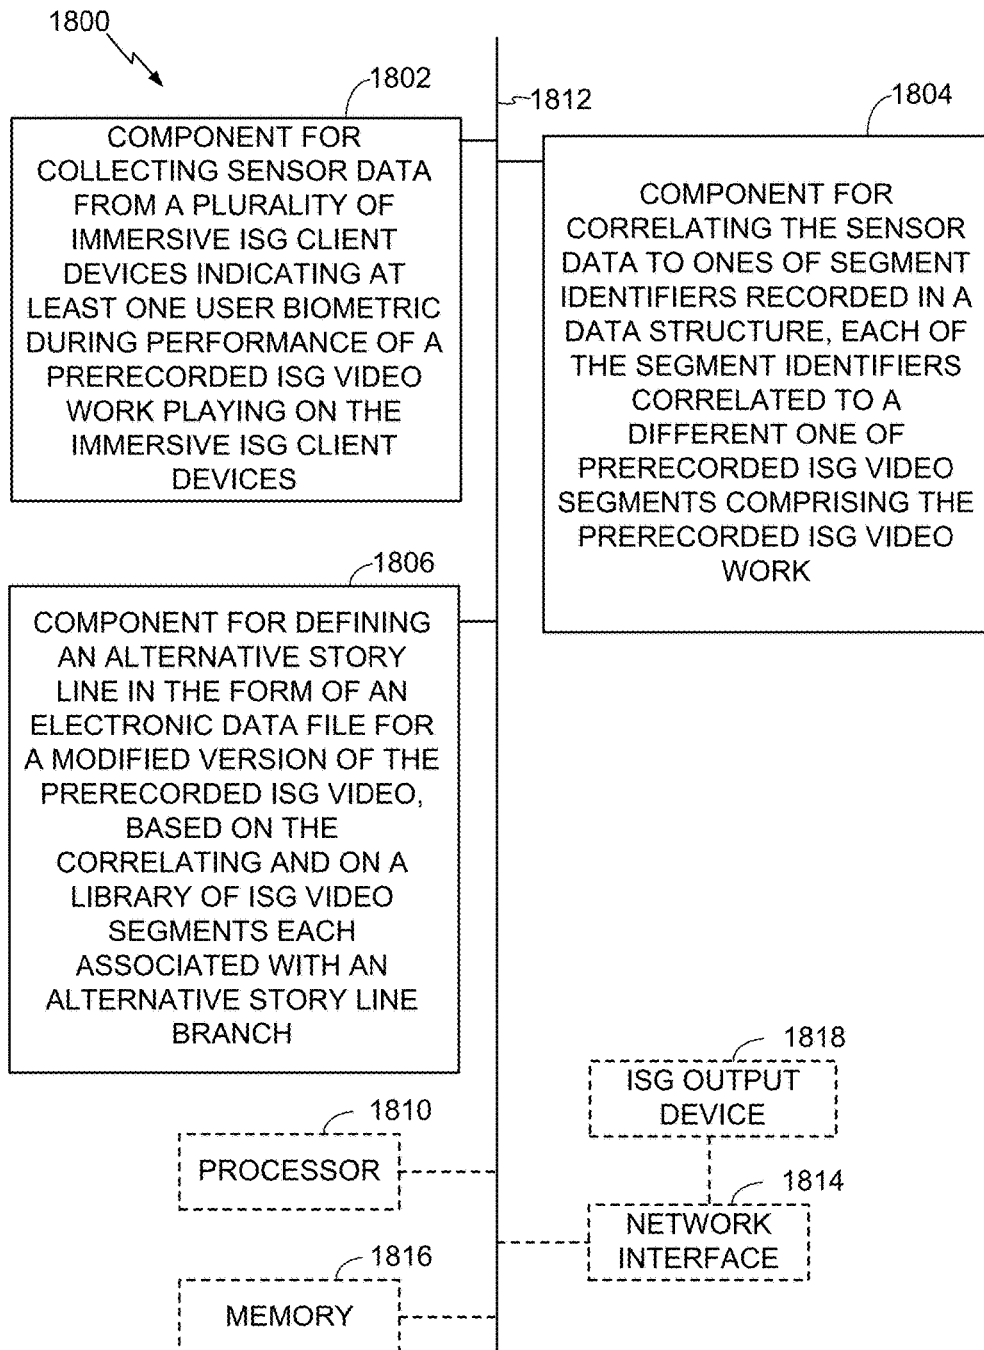 1800
1802
1812
1804
COMPONENT FOR
COLLECTING SENSOR DATA
FROM A PLURALITY OF
IMMERSIVE ISG CLIENT
DEVICES INDICATING AT
LEAST ONE USER BIOMETRIC
DURING PERFORMANCE OF A
PRERECORDED ISG VIDEO
WORK PLAYING ON THE
IMMERSIVE ISG CLIENT
DEVICES
COMPONENT FOR
CORRELATING THE SENSOR
DATA TO ONES OF SEGMENT
IDENTIFIERS RECORDED IN A
DATA STRUCTURE, EACH OF
THE SEGMENT IDENTIFIERS
CORRELATED TO A
DIFFERENT ONE OF
PRERECORDED ISG VIDEO
SEGMENTS COMPRISING THE
PRERECORDED ISG VIDEO
WORK
1806
COMPONENT FOR DEFINING
AN ALTERNATIVE STORY
LINE IN THE FORM OF AN
ELECTRONIC DATA FILE FOR
A MODIFIED VERSION OF THE
PRERECORDED ISG VIDEO,
BASED ON THE
CORRELATING AND ON A
LIBRARY OF ISG VIDEO
SEGMENTS EACH
ASSOCIATED WITH AN
ALTERNATIVE STORY LINE
BRANCH
1818
ISG OUTPUT
DEVICE
1810
PROCESSOR
1814
NETWORK
INTERFACE
1816
MEMORY